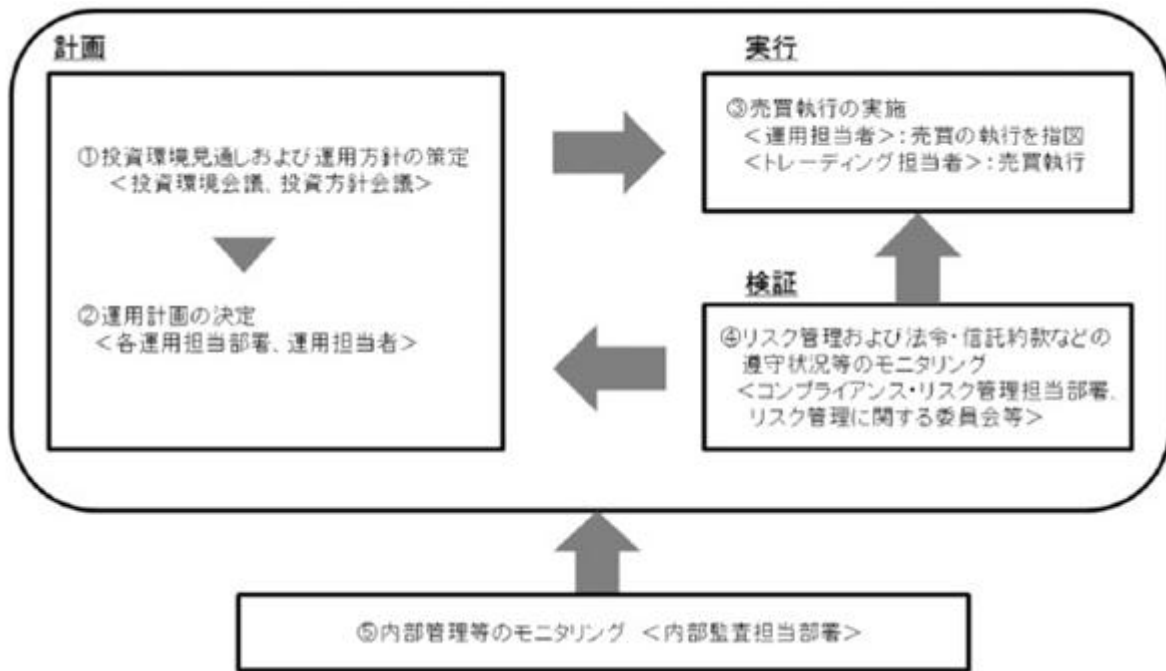 計画
①投資環境見通しおよび運用方針の策定
＜投資環境会議、投資方針会議＞
②運用計画の決定
＜各運用担当部署、運用担当者＞
実行
③売買執行の実施
＜運用担当者＞：売買の執行を指図
＜トレーディング担当者＞：売買執行
検証
④リスク管理および法令・信託約款などの
遵守状況等のモニタリング
＜コンプライアンス・リスク管理担当部署、
リスク管理に関する委員会等＞
⑤内部管理等のモニタリング ＜内部監査担当部署＞